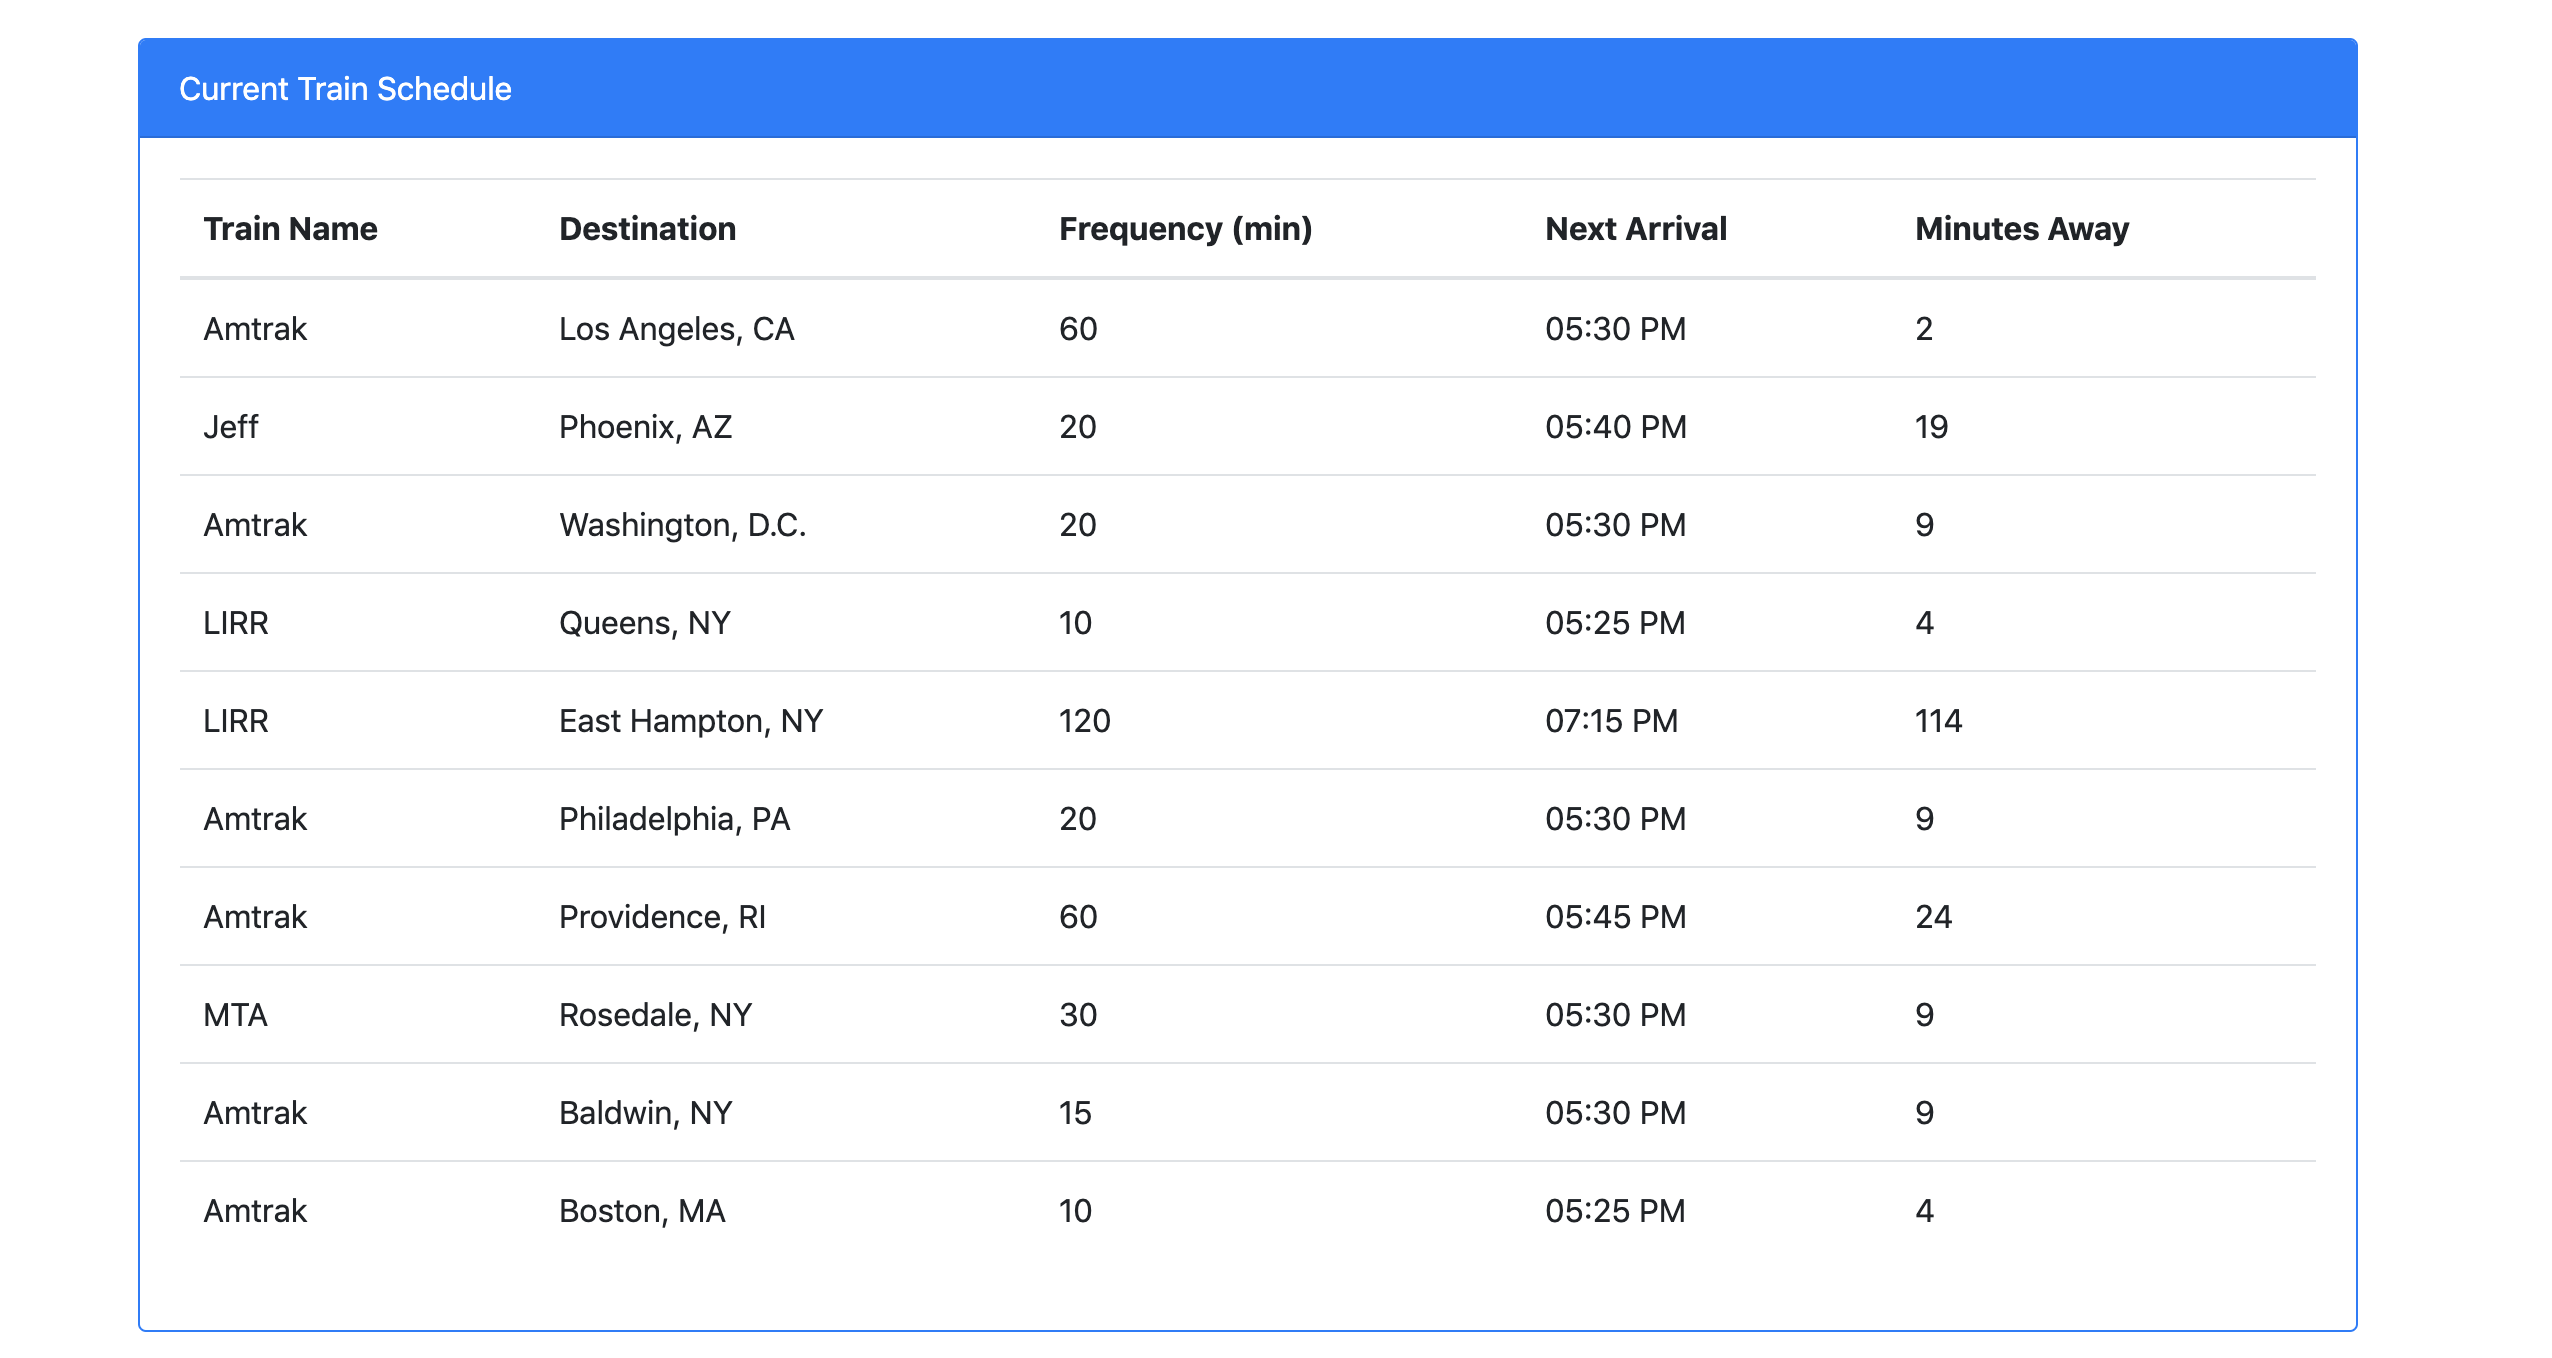 Current Train Schedule
Train Name Destination Frequency (min) Next Arrival Minutes Away
Amtrak Los Angeles, CA 60 05:30 PM 2
Jeff Phoenix, AZ 20 05:40 PM 19
Amtrak Washington, D.C. 20 05:30 PM 9
LIRR Queens, NY 10 05:25 PM 4
LIRR East Hampton, NY 120 07:15 PM 114
Amtrak Philadelphia, PA 20 05:30 PM 9
Amtrak Providence, RI 60 05:45 PM 24
MTA Rosedale, NY 30 05:30 PM 9
Amtrak Baldwin, NY 15 05:30 PM 9
Amtrak Boston, MA 10 05:25 PM 4